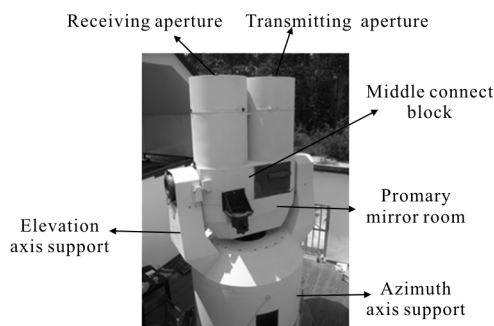 Receiving aperture
Transmitting aperture
Middle connect
block
Promary
mirror room
Elevation
axis support
Azimuth
axis support